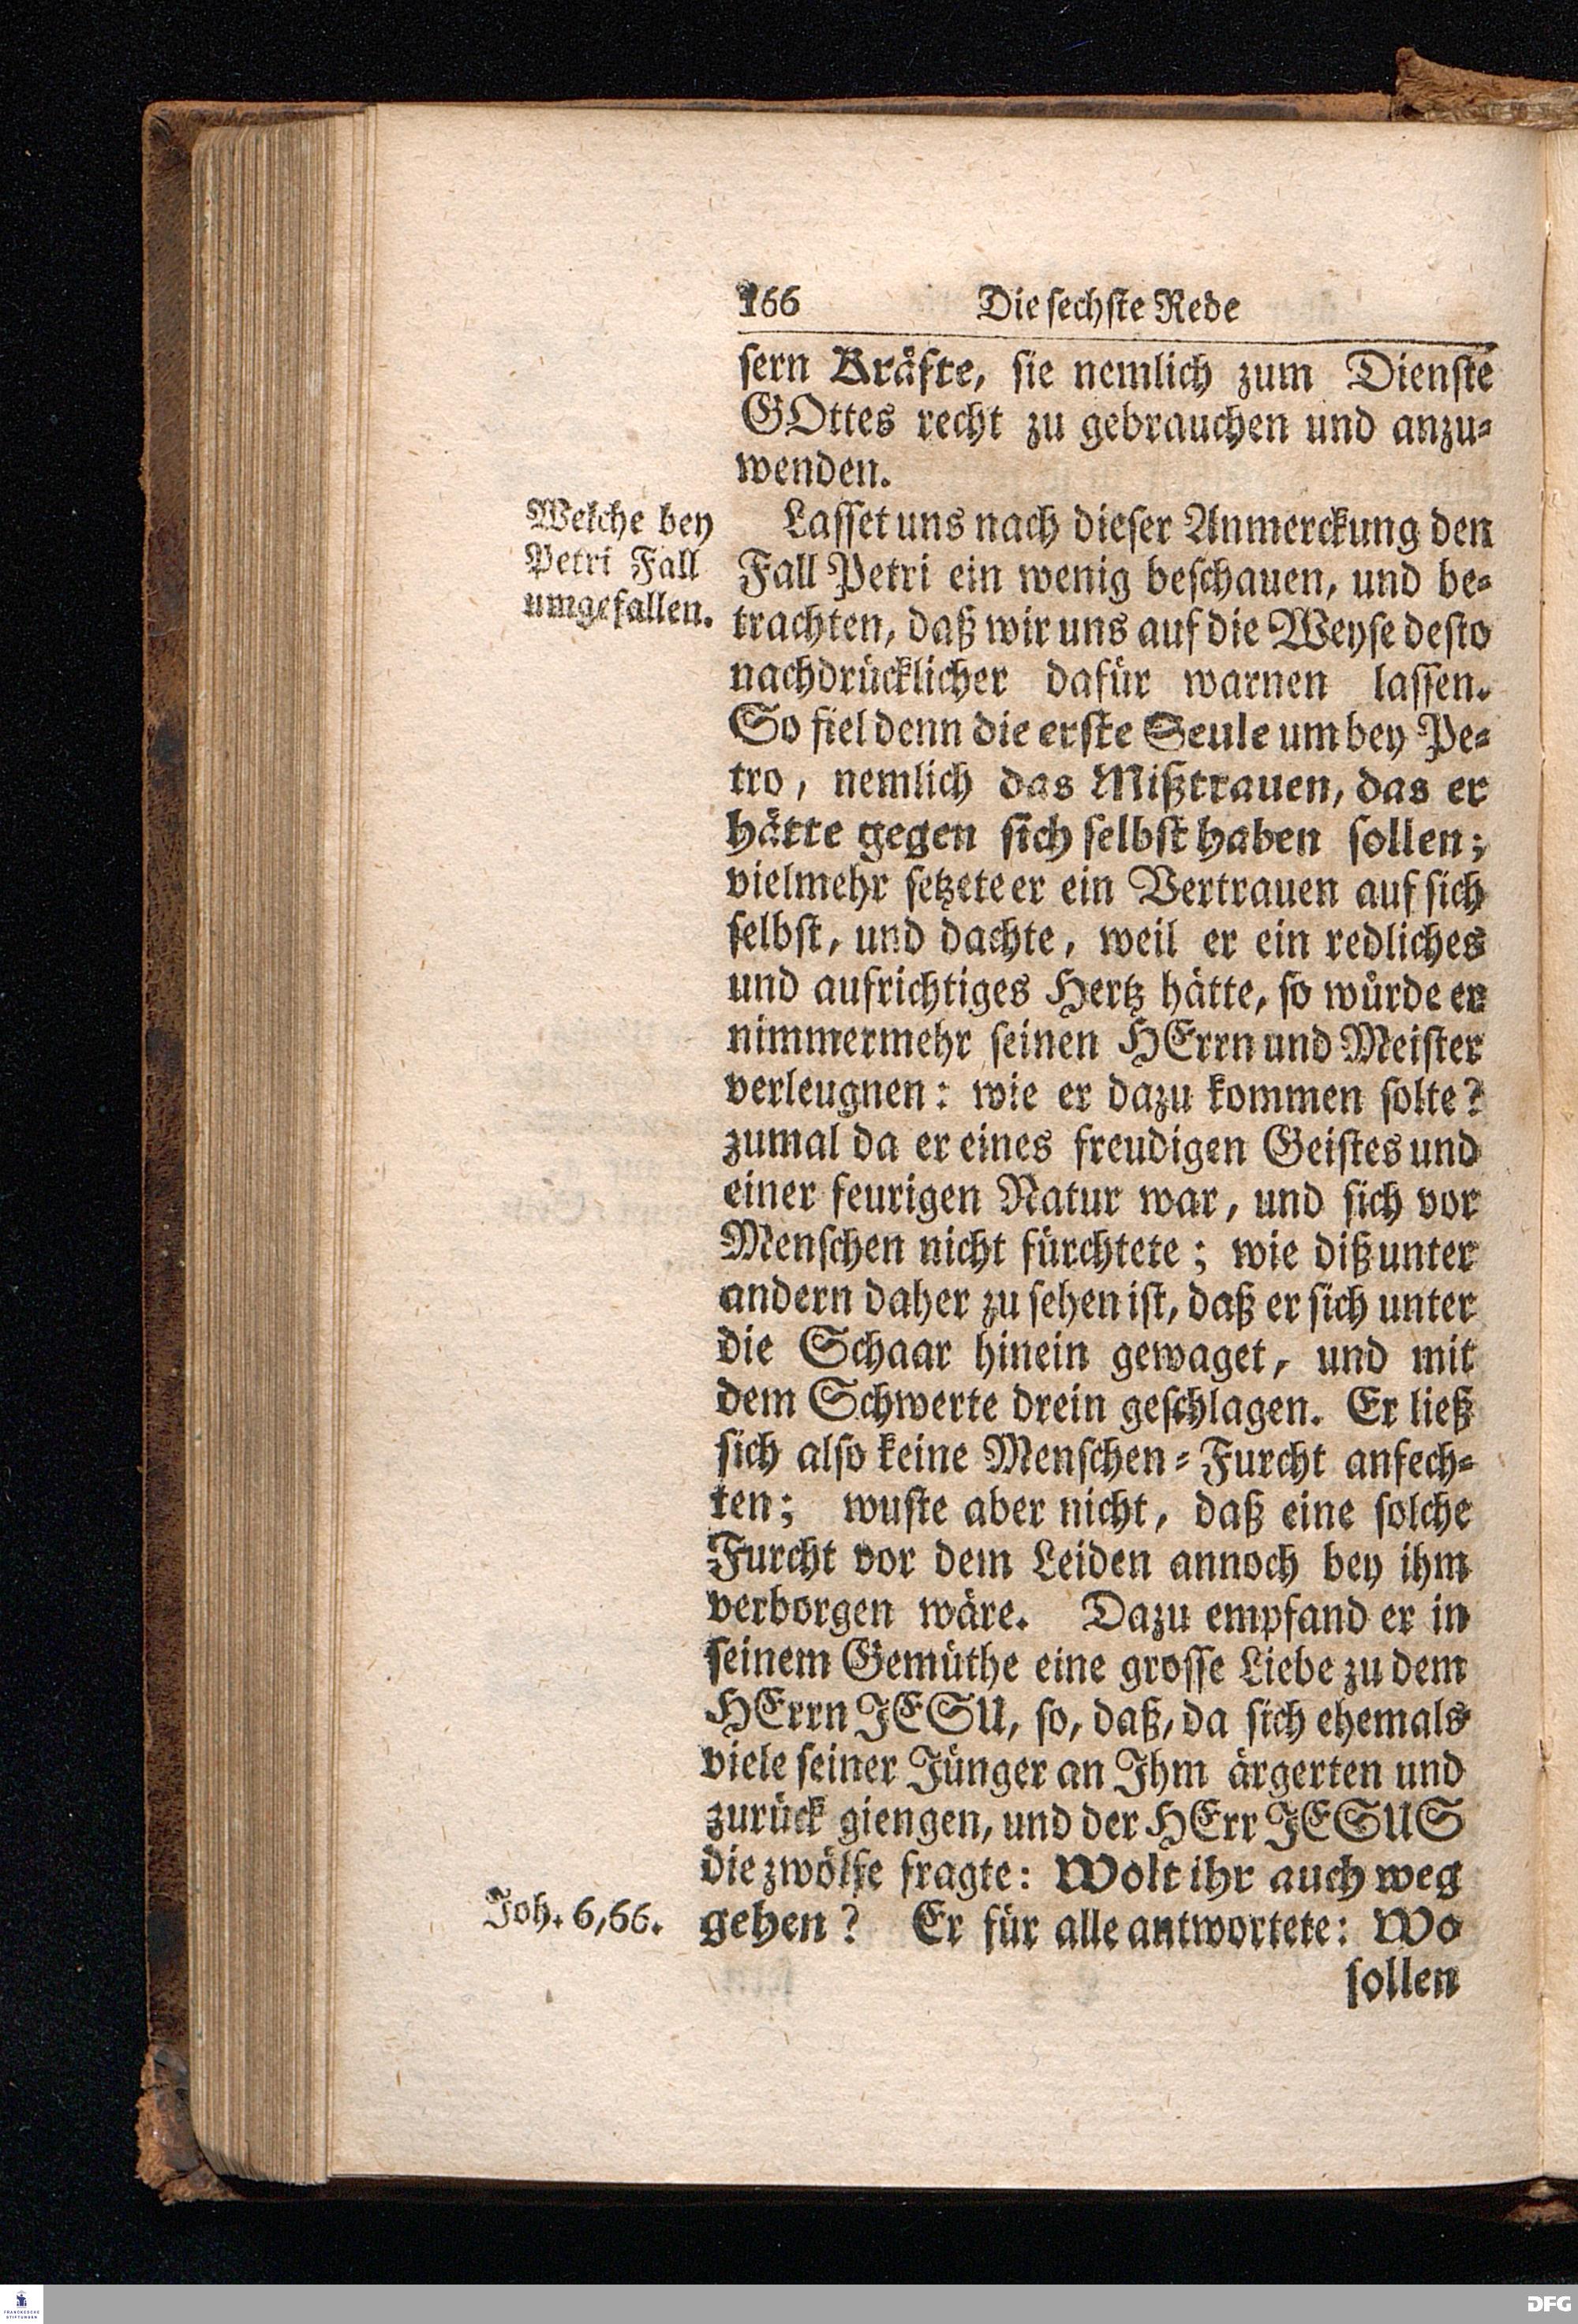 166 Die sechste Rede
sern Kräfte, sie nemlich zum Dienste
GOttes recht zu gebrauchen und anzu-
wenden.
Welche bey
Petri Fall
umgefallen.
Lasset uns nach dieser Anmerckung den
Fall Petri ein wenig beschauen, und be-
trachten, daß wir uns auf die Weyse desto
nachdrücklicher dafür warnen lassen.
So fiel denn die erste Seule um bey Pe-
tro, nemlich das Mißtrauen, das er
hätte gegen sich selbst haben sollen;
vielmehr setzete er ein Vertrauen auf sich
selbst, und dachte, weil er ein redliches
und aufrichtiges Hertz hätte, so würde er
nimmermehr seinen HErrn und Meister
verleugnen: wie er dazu kommen solte?
zumal da er eines freudigen Geistes und
einer feurigen Natur war, und sich vor
Menschen nicht fürchtete; wie diß unter
andern daher zu sehen ist, daß er sich unter
die Schaar hinein gewaget, und mit
dem Schwerte drein geschlagen. Er ließ
sich also keine Menschen-Furcht anfech-
ten; wuste aber nicht, daß eine solche
Furcht vor dem Leiden annoch bey ihm
verborgen wäre. Dazu empfand er in
seinem Gemüthe eine grosse Liebe zu dem
HErrn JESU, so, daß, da sich ehemals
viele seiner Jünger an Ihm ärgerten und
zurück giengen, und der HErr JESUS
die zwölfe fragte: Wolt ihr auch weg
Joh. 6,66.
gehen? Er für alle antwortete: Wo
sollen
FRANCKESCHE
STIFTUNGEN
DFG